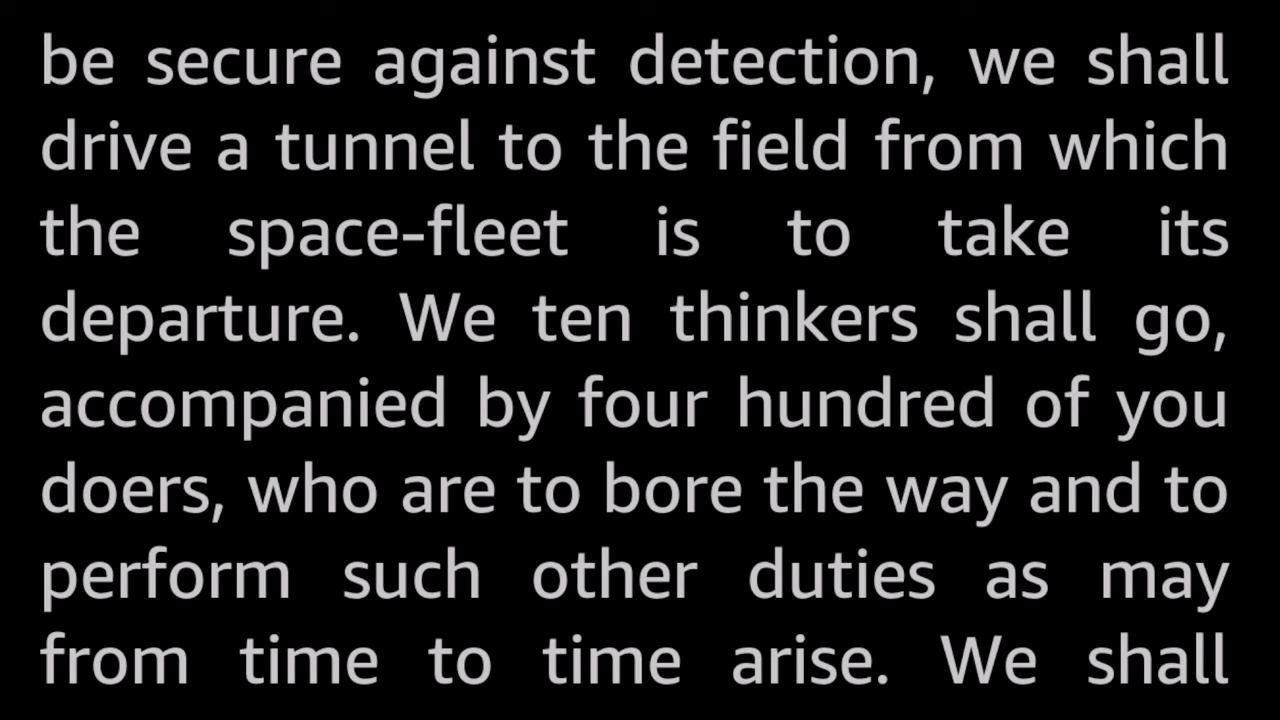 be secure against detection, we shall
drive a tunnel to the field from which
the space-fleet is to take its
departure. We ten thinkers shall go,
accompanied by four hundred of you
doers, who are to bore the way and to
perform such other duties as may
from time to time arise. We shall